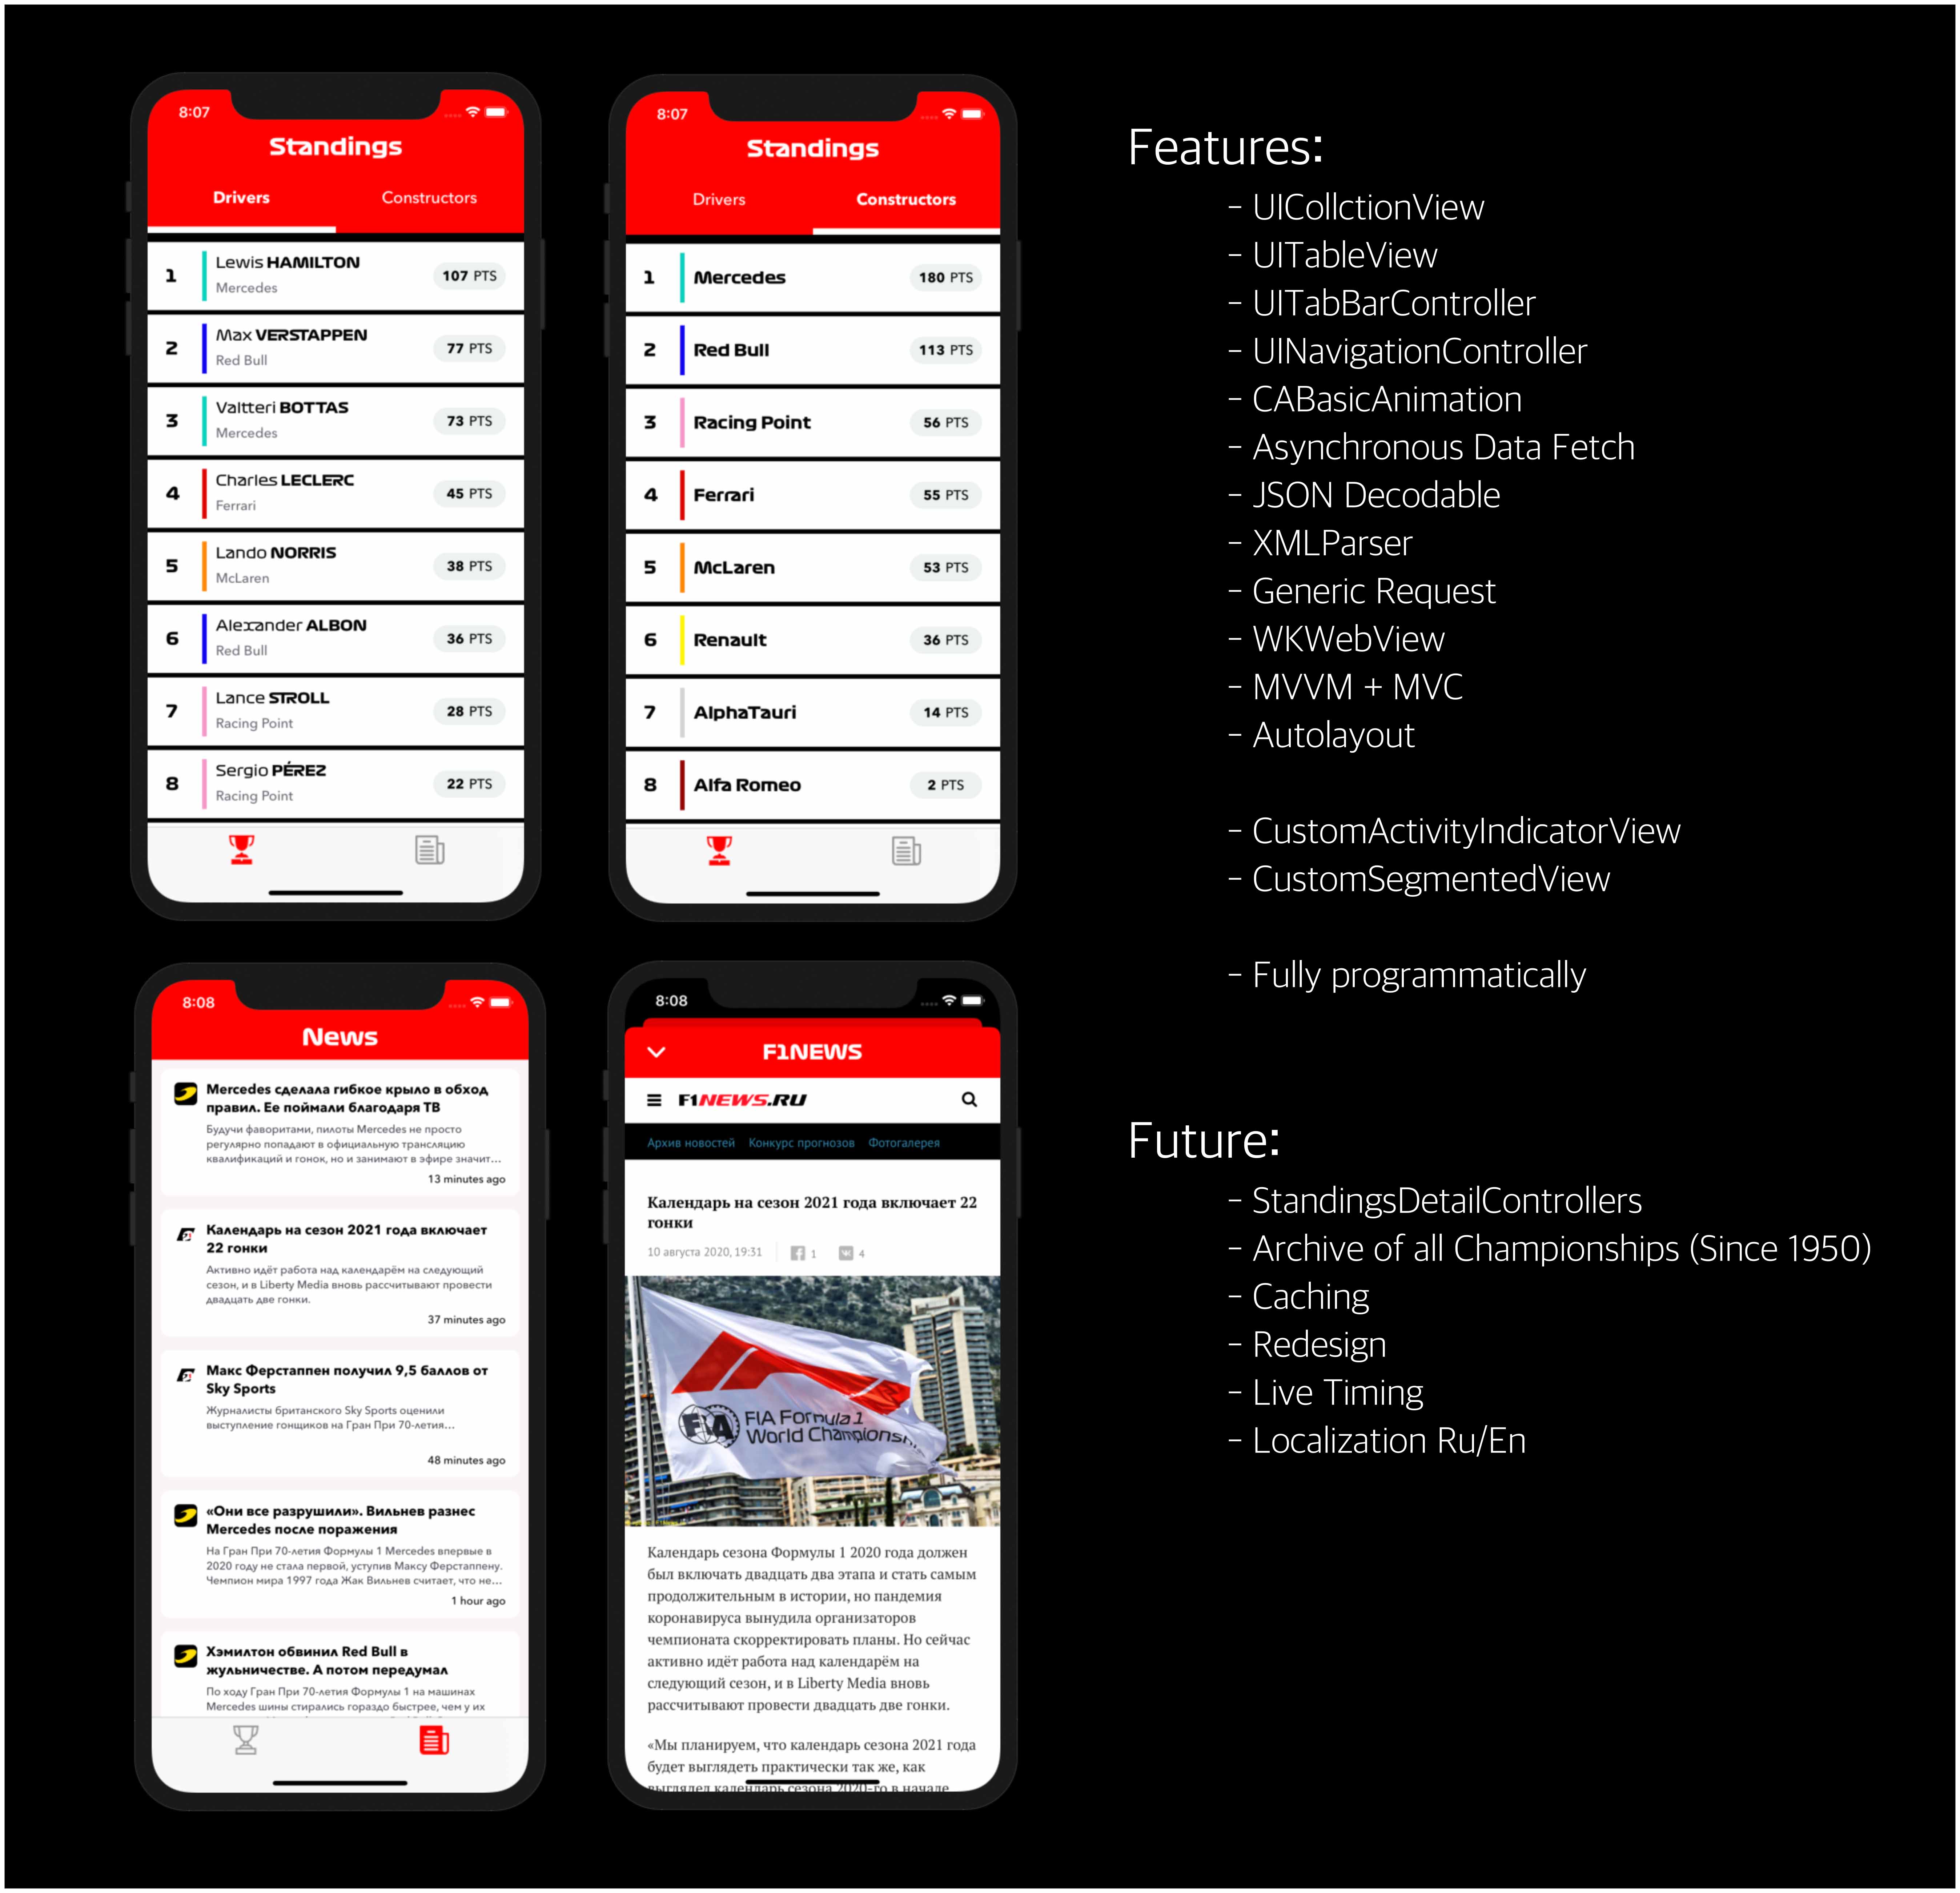 8:07
Standings
Drivers Constructors
1 Lewis HAMILTON 107 PTS
Mercedes
2 Max VERSTAPPEN 77 PTS
Red Bull
3 Valtteri BOTTAS 73 PTS
Mercedes
4 Charles LECLERC 45 PTS
Ferrari
5 Lando NORRIS 38 PTS
McLaren
6 Alexander ALBON 36 PTS
Red Bull
7 Lance STROLL 28 PTS
Racing Point
8 Sergio PÉREZ 22 PTS
Racing Point
8:07
Standings
Drivers Constructors
1 Mercedes 180 PTS
2 Red Bull 113 PTS
3 Racing Point 56 PTS
4 Ferrari 55 PTS
5 McLaren 53 PTS
6 Renault 36 PTS
7 AlphaTauri 14 PTS
8 Alfa Romeo 2 PTS
8:08
News
Mercedes сделала гибкое крыло в обход
правил. Ее поймали благодаря ТВ
Будучи фаворитами, пилоты Mercedes не просто
регулярно попадают в официальную трансляцию
квалификаций и гонок, но и занимают в эфире значит...
13 minutes ago
Календарь на сезон 2021 года включает
22 гонки
Активно идёт работа над календарём на следующий
сезон, и в Liberty Media вновь рассчитывают провести
двадцать две гонки.
37 minutes ago
Макс Ферстаппен получил 9,5 баллов от
Sky Sports
Журналисты британского Sky Sports оценили
выступление гонщиков на Гран При 70-летия...
48 minutes ago
«Они все разрушили». Вильнев разнес
Mercedes после поражения
На Гран При 70-летия Формулы 1 Mercedes впервые в
2020 году не стала первой, уступив Максу Ферстаппену.
Чемпион мира 1997 года Жак Вильнев считает, что не...
1 hour ago
Хэмилтон обвинил Red Bull в
жульничестве. А потом передумал
По ходу Гран При 70-летия Формулы 1 на машинах
Mercedes шины стирались гораздо быстрее, чем у их
8:08
F1NEWS
F1NEWS.RU
Архив новостей Конкурс прогнозов Фотогалерея
Календарь на сезон 2021 года включает 22
гонки
10 августа 2020, 19:31 1 4
FIA Formula 1
World Championsh
Календарь сезона Формулы 1 2020 года должен
был включать двадцать два этапа и стать самым
продолжительным в истории, но пандемия
коронавируса вынудила организаторов
чемпионата скорректировать планы. Но сейчас
активно идёт работа над календарём на
следующий сезон, и в Liberty Media вновь
рассчитывают провести двадцать две гонки.
«Мы планируем, что календарь сезона 2021 года
будет выглядеть практически так же, как
выглядел календарь сезона 2020-го в начале
Features:
- UICollctionView
- UITableView
- UITabBarController
- UINavigationController
- CABasicAnimation
- Asynchronous Data Fetch
- JSON Decodable
- XMLParser
- Generic Request
- WKWebView
- MVVM + MVC
- Autolayout
- CustomActivityIndicatorView
- CustomSegmentedView
- Fully programmatically
Future:
- StandingsDetailControllers
- Archive of all Championships (Since 1950)
- Caching
- Redesign
- Live Timing
- Localization Ru/En